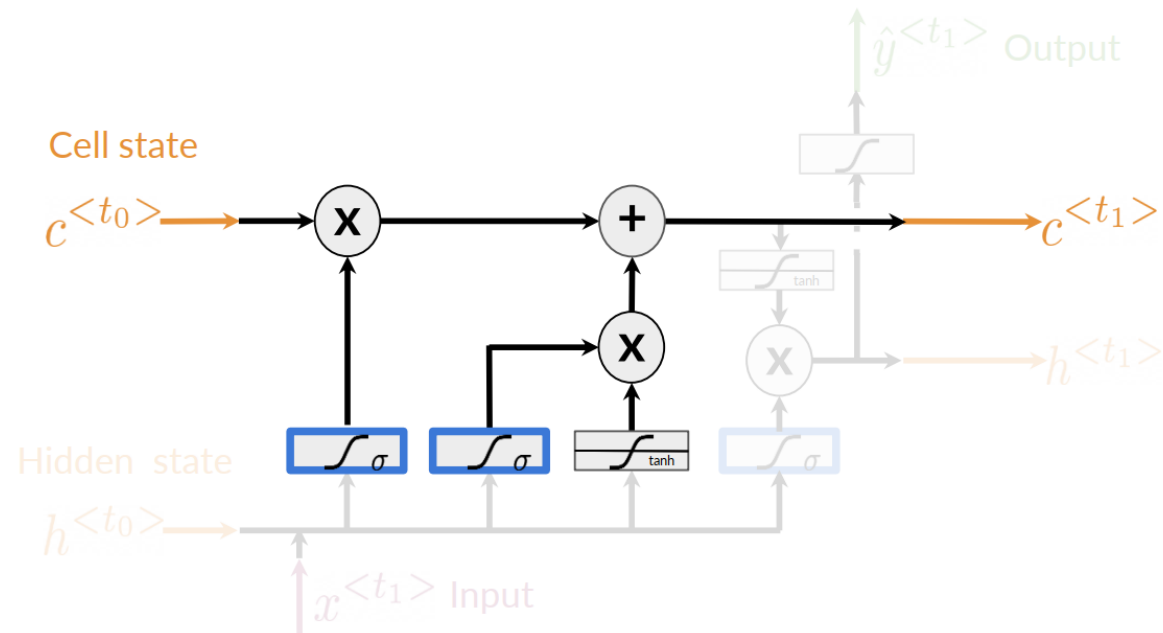 ŷ^{<t₁>} Output
Cell state
c^{<t₀>}
x
+
c^{<t₁>}
tanh
x
x
h^{<t₁>}
σ
σ
tanh
σ
Hidden state
h^{<t₀>}
x^{<t₁>} Input